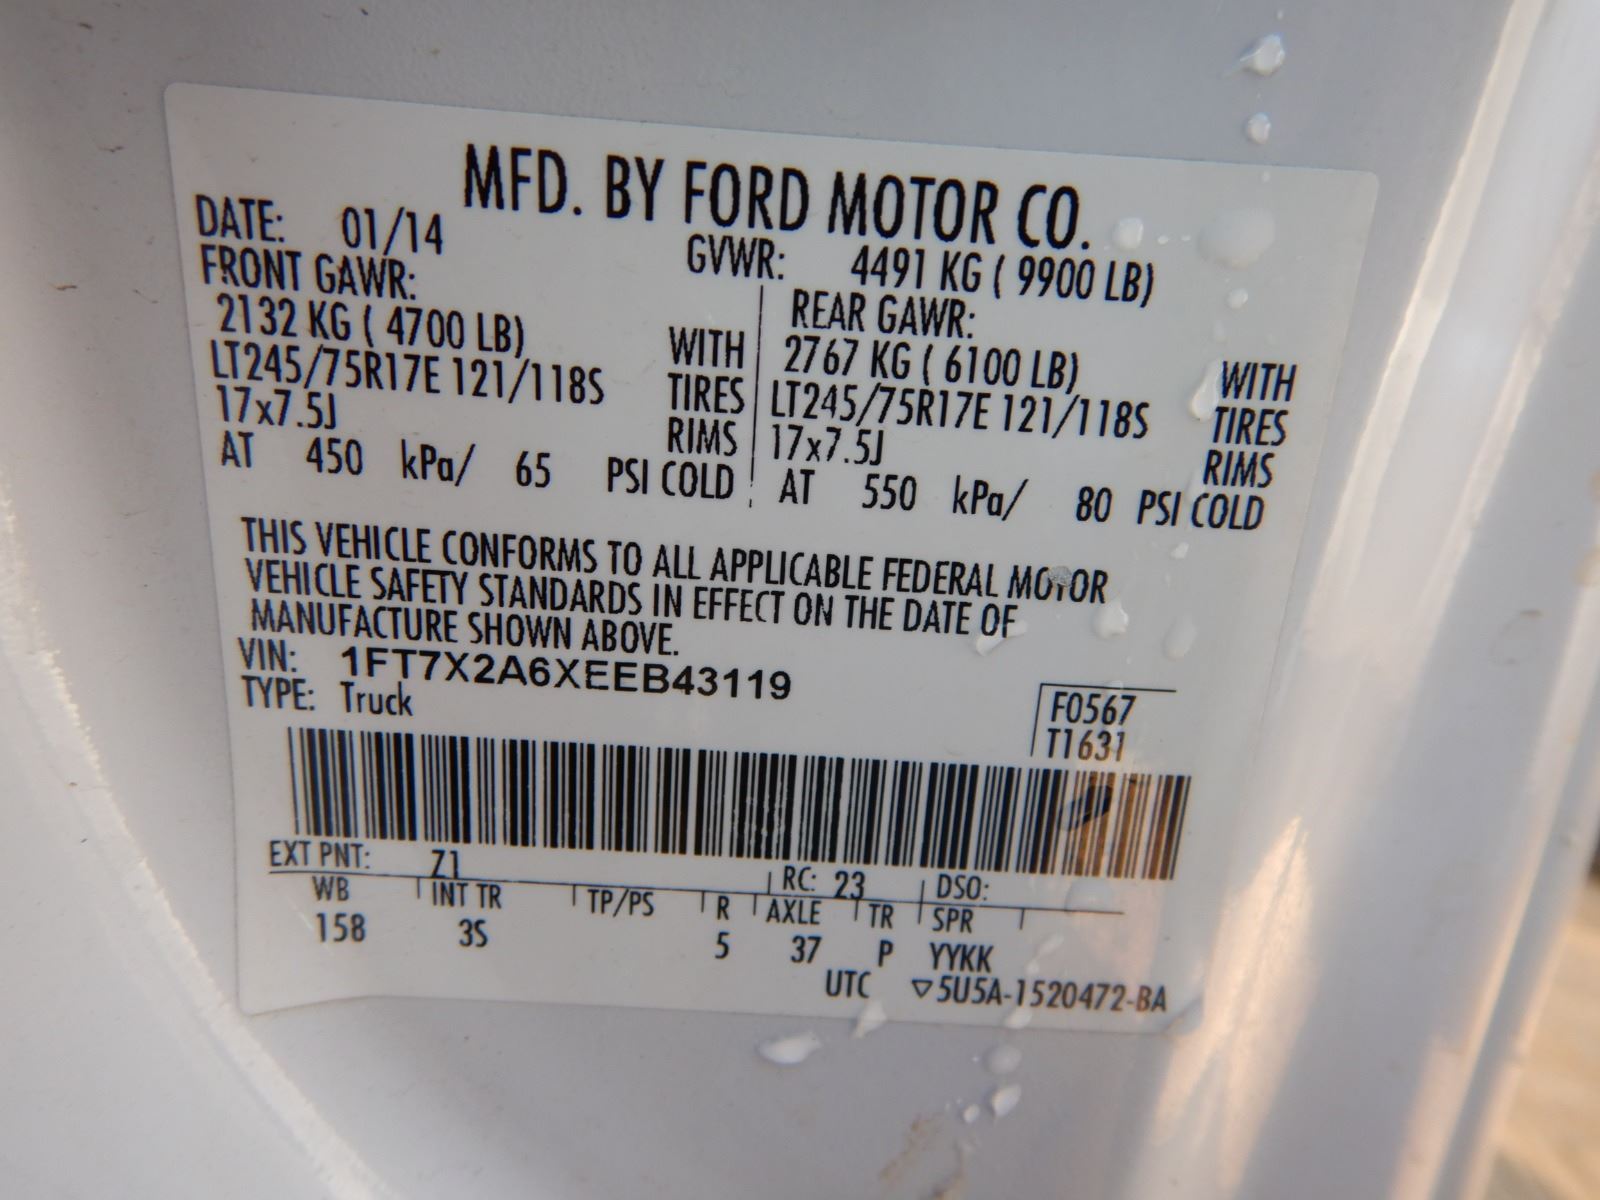 MFD. BY FORD MOTOR CO.
DATE: 01/14 GVWR: 4491 KG ( 9900 LB)
FRONT GAWR: REAR GAWR:
2132 KG ( 4700 LB) WITH 2767 KG ( 6100 LB) WITH
LT245/75R17E 121/118S TIRES LT245/75R17E 121/118S TIRES
17x7.5J RIMS 17x7.5J RIMS
AT 450 kPa/ 65 PSI COLD AT 550 kPa/ 80 PSI COLD
THIS VEHICLE CONFORMS TO ALL APPLICABLE FEDERAL MOTOR
VEHICLE SAFETY STANDARDS IN EFFECT ON THE DATE OF
MANUFACTURE SHOWN ABOVE.
VIN: 1FT7X2A6XEEB43119
TYPE: Truck F0567
T1631
EXT PNT: Z1 RC: 23 DSO:
WB INT TR TP/PS R AXLE TR SPR
158 3S 5 37 P YYKK
UTC ▽5U5A-1520472-BA